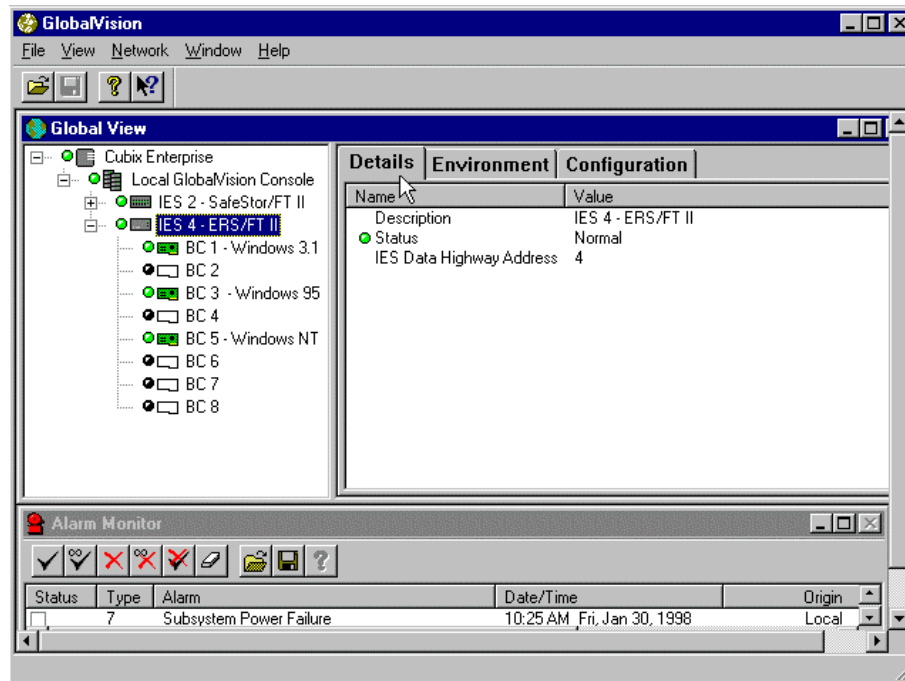 GlobalVision
File View Network Window Help
Global View
Cubix Enterprise
Local GlobalVision Console
IES 2 - SafeStor/FT II
IES 4 - ERS/FT II
BC 1 - Windows 3.1
BC 2
BC 3 - Windows 95
BC 4
BC 5 - Windows NT
BC 6
BC 7
BC 8
Details Environment Configuration
Name Value
Description IES 4 - ERS/FT II
Status Normal
IES Data Highway Address 4
Alarm Monitor
Status Type Alarm Date/Time Origin
7 Subsystem Power Failure 10:25 AM Fri, Jan 30, 1998 Local